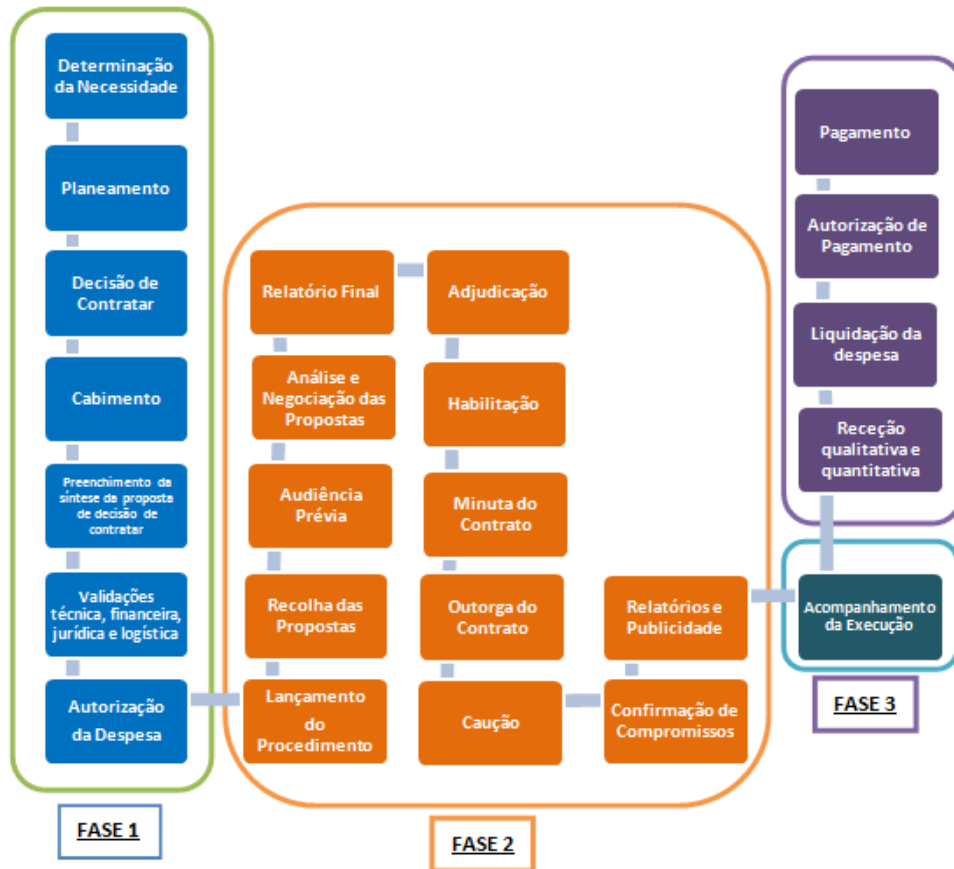 Determinação
da Necessidade
Planeamento
Decisão de
Contratar
Cabimento
Preenchimento da
síntese da proposta
de decisão de
contratar
Validações
técnica, financeira,
jurídica e logística
Autorização
da Despesa
FASE 1
Lançamento
do
Procedimento
Recolha das
Propostas
Audiência
Prévia
Análise e
Negociação das
Propostas
Relatório Final
Adjudicação
Habilitação
Minuta do
Contrato
Outorga do
Contrato
Caução
Confirmação de
Compromissos
Relatórios e
Publicidade
FASE 2
Acompanhamento
da Execução
Receção
qualitativa e
quantitativa
Liquidação da
despesa
Autorização de
Pagamento
Pagamento
FASE 3